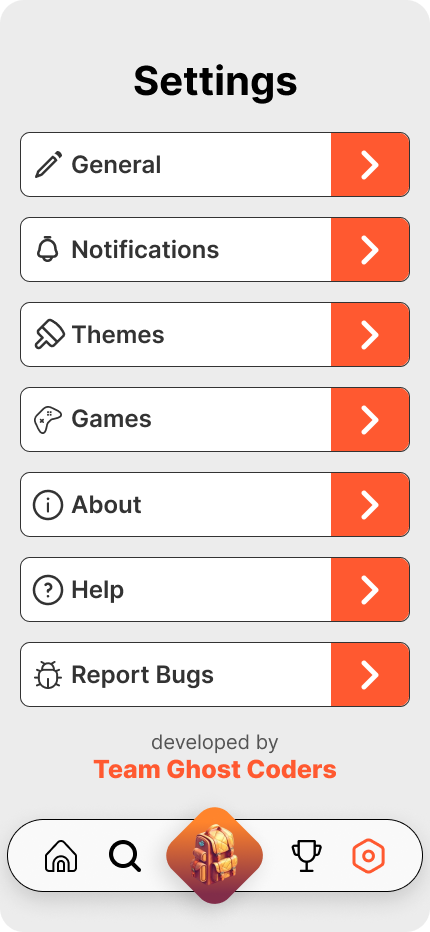 Settings
General
Notifications
Themes
Games
About
Help
Report Bugs
developed by
Team Ghost Coders